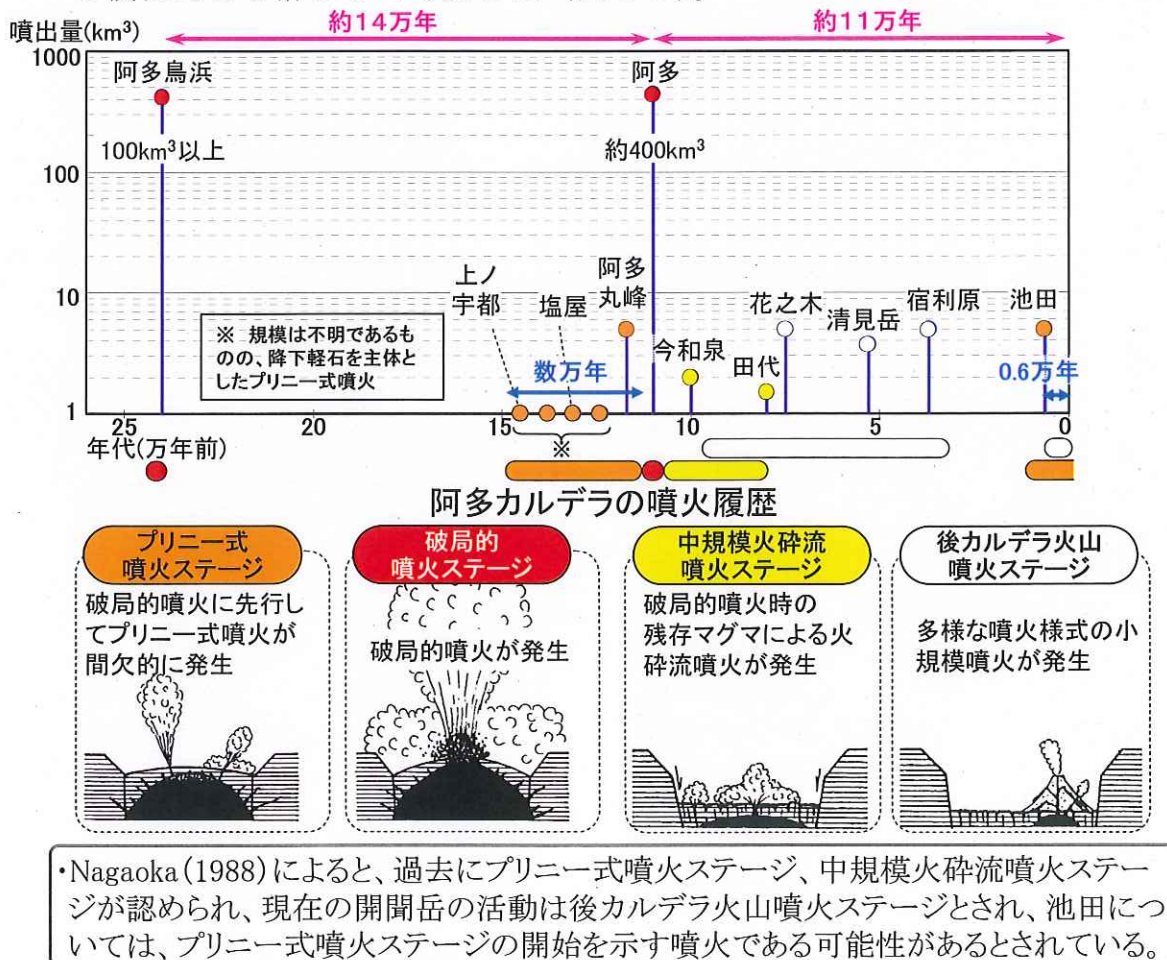 約14万年
約11万年
噴出量(km³)
1000
100
10
1
阿多鳥浜
100km³以上
阿多
約400km³
上ノ
宇都
塩屋
阿多
丸峰
今和泉
田代
花之木
清見岳
宿利原
池田
※ 規模は不明であるも
のの、降下軽石を主体と
したプリニー式噴火
数万年
0.6万年
25
20
15
10
5
0
年代(万年前)
※
阿多カルデラの噴火履歴
プリニー式
噴火ステージ
破局的噴火に先行し
てプリニー式噴火が
間欠的に発生
破局的
噴火ステージ
破局的噴火が発生
中規模火砕流
噴火ステージ
破局的噴火時の
残存マグマによる火
砕流噴火が発生
後カルデラ火山
噴火ステージ
多様な噴火様式の小
規模噴火が発生
・Nagaoka(1988)によると、過去にプリニー式噴火ステージ、中規模火砕流噴火ステー
ジが認められ、現在の開聞岳の活動は後カルデラ火山噴火ステージとされ、池田につ
いては、プリニー式噴火ステージの開始を示す噴火である可能性があるとされている。